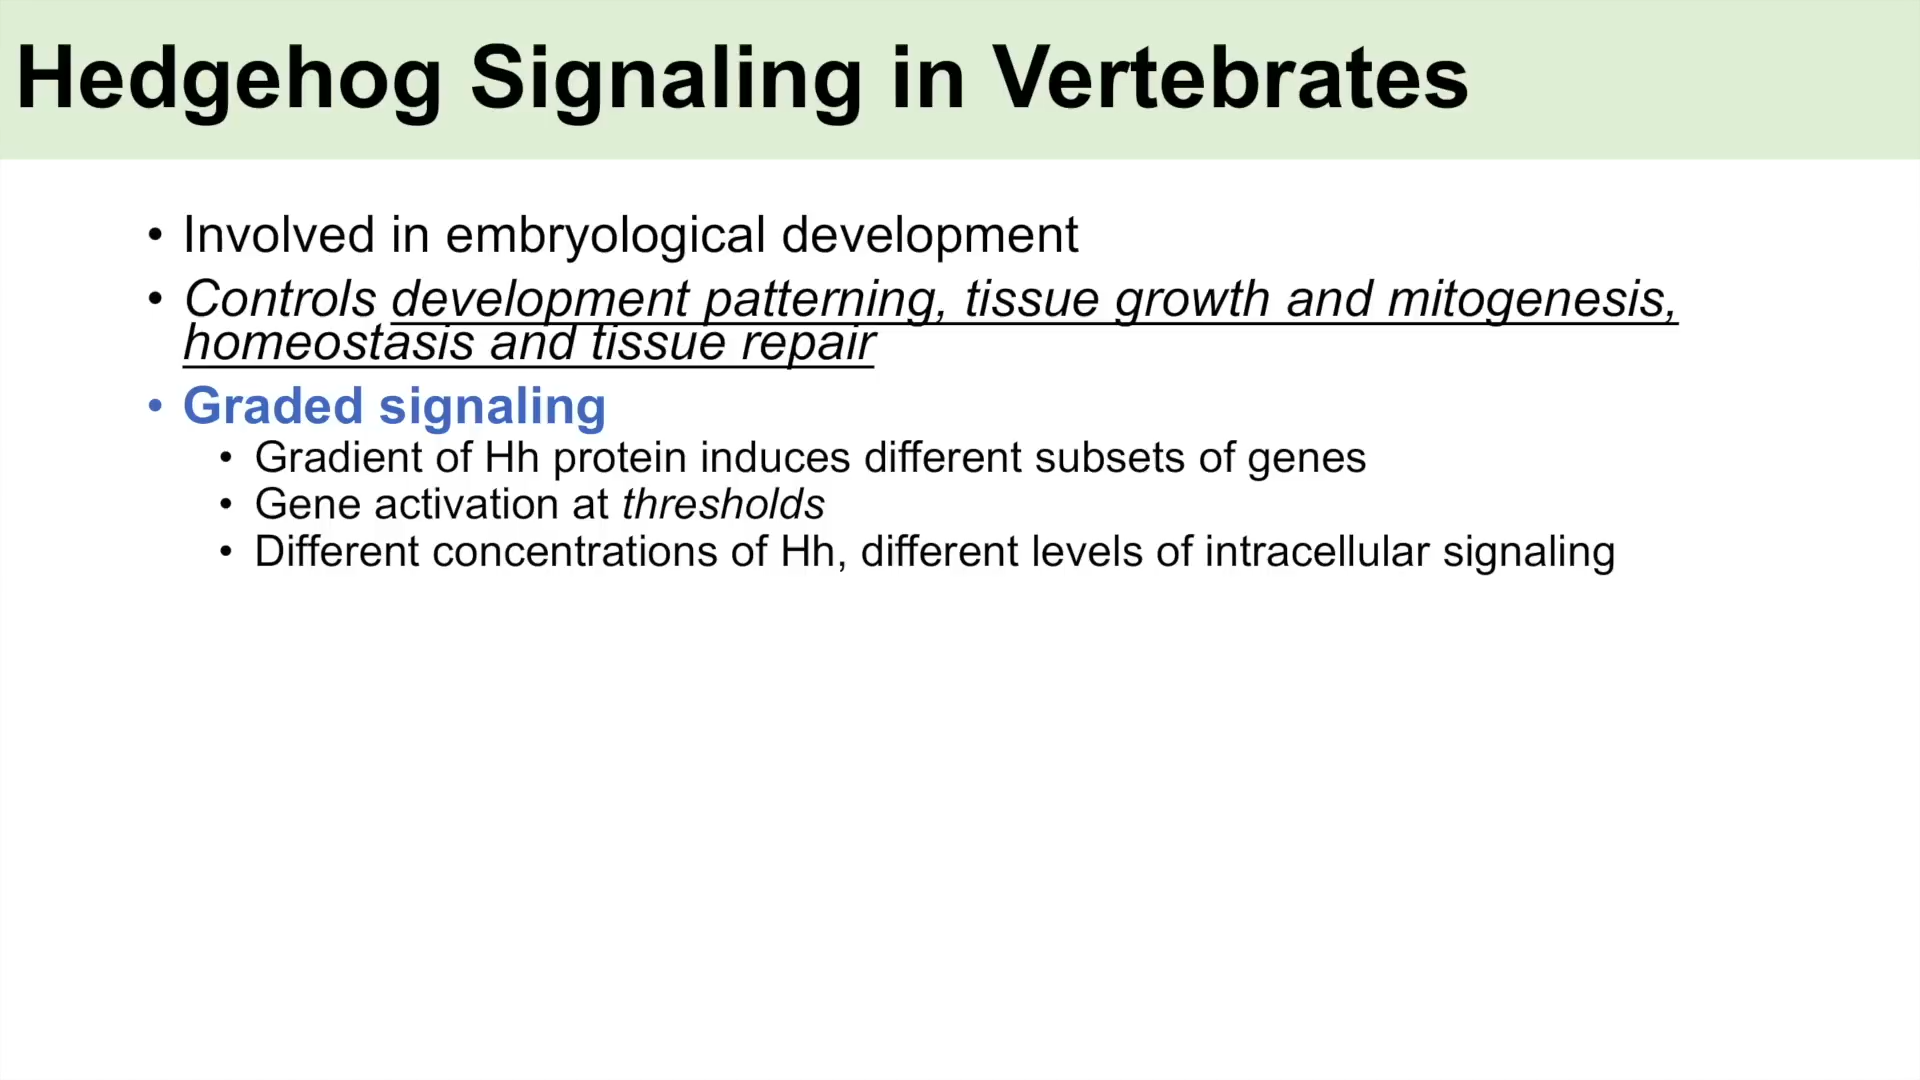 Hedgehog Signaling in Vertebrates
• Involved in embryological development
• Controls development patterning, tissue growth and mitogenesis,
homeostasis and tissue repair
• Graded signaling
• Gradient of Hh protein induces different subsets of genes
• Gene activation at thresholds
• Different concentrations of Hh, different levels of intracellular signaling